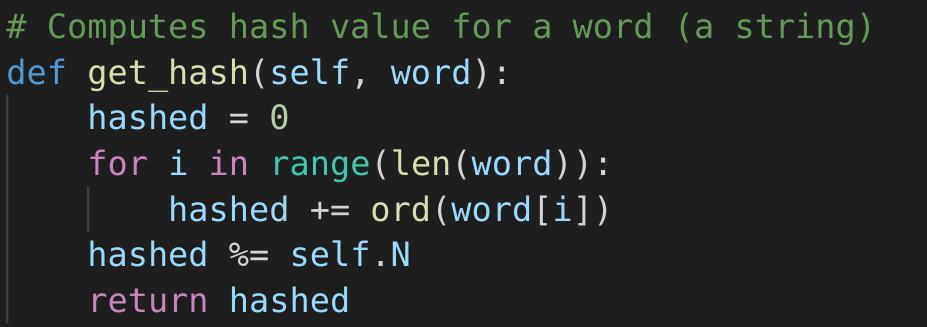 # Computes hash value for a word (a string)
def get_hash(self, word):
    hashed = 0
    for i in range(len(word)):
        hashed += ord(word[i])
    hashed %= self.N
    return hashed